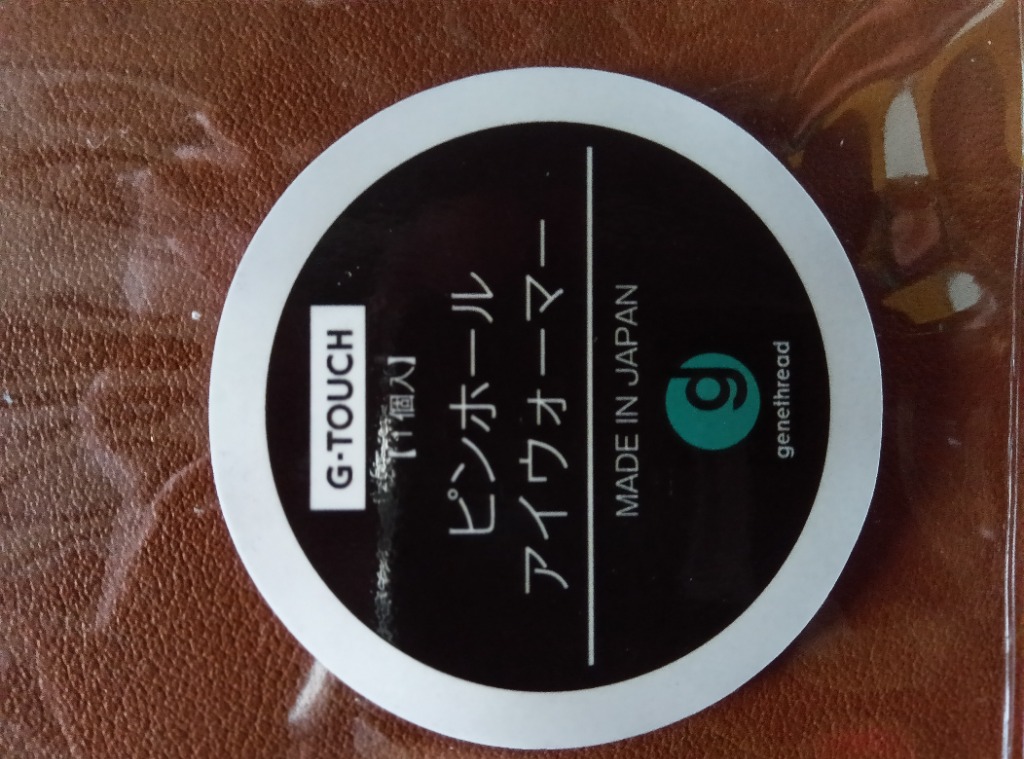 G-TOUCH
【1個入】
ピンホール
アイウォーマー
MADE IN JAPAN
g
genethread